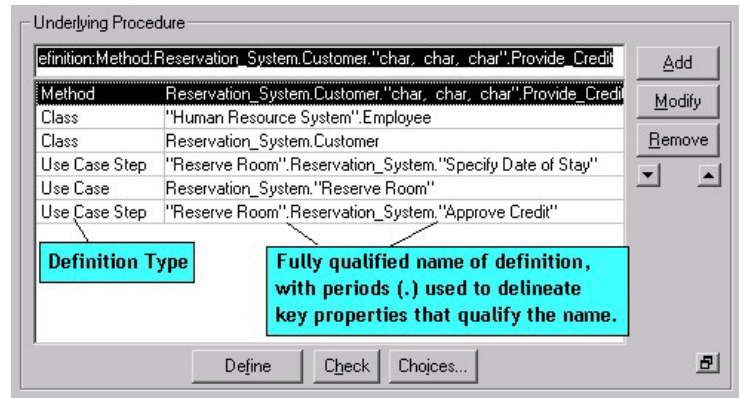 Underlying Procedure
efinition:Method:Reservation_System.Customer."char, char, char".Provide_Credit
Add
Method Reservation_System.Customer."char, char, char".Provide_Credi
Modify
Class "Human Resource System".Employee
Class Reservation_System.Customer
Remove
Use Case Step "Reserve Room".Reservation_System."Specify Date of Stay"
Use Case Reservation_System."Reserve Room"
Use Case Step "Reserve Room".Reservation_System."Approve Credit"
Definition Type
Fully qualified name of definition,
with periods (.) used to delineate
key properties that qualify the name.
Define Check Choices...